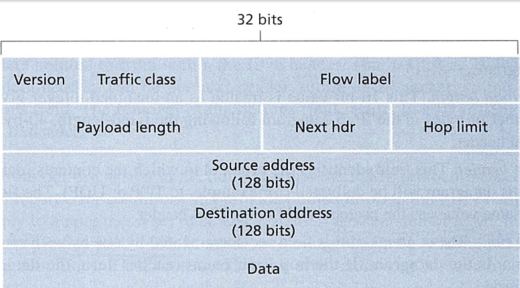 32 bits
Version Traffic class Flow label
Payload length Next hdr Hop limit
Source address
(128 bits)
Destination address
(128 bits)
Data